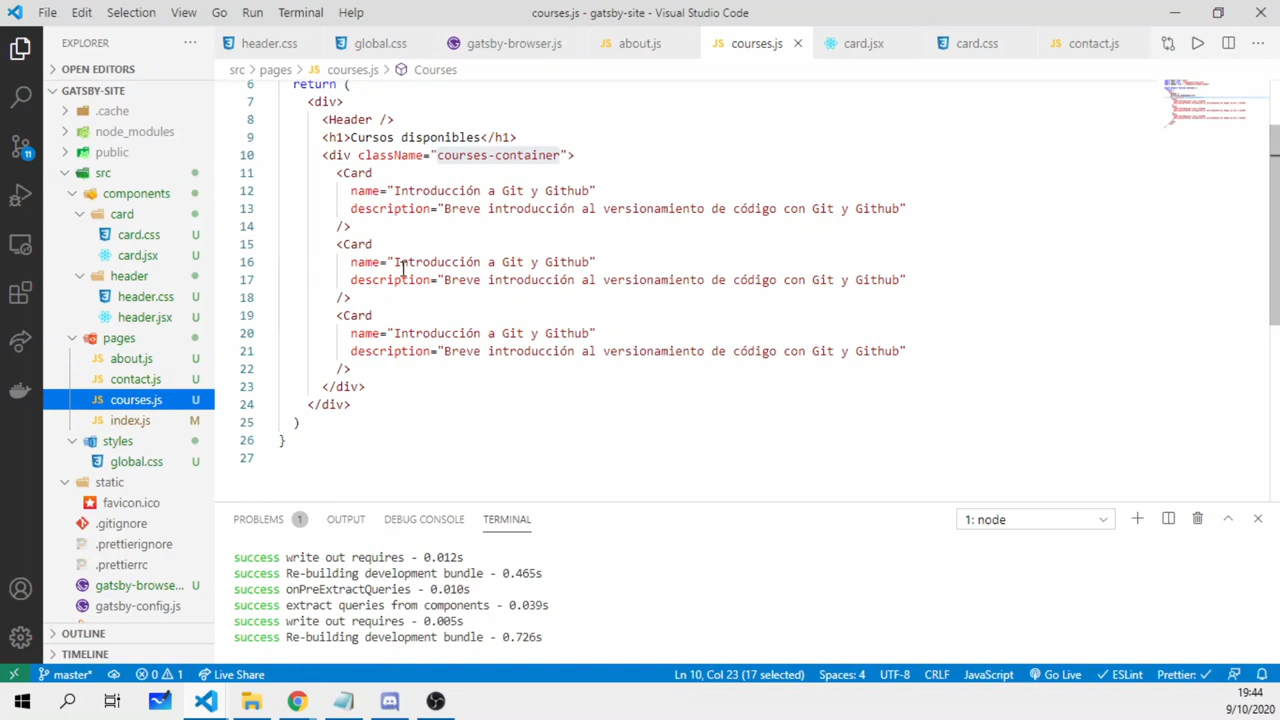 File Edit Selection View Go Run Terminal Help
courses.js - gatsby-site - Visual Studio Code
EXPLORER
header.css
global.css
gatsby-browser.js
about.js
courses.js
card.jsx
card.css
contact.js
OPEN EDITORS
src > pages > JS courses.js > Courses
GATSBY-SITE
.cache
node_modules
public
src
components
card
card.css U
card.jsx U
header
header.css U
header.jsx U
pages
JS about.js U
JS contact.js U
JS courses.js U
JS index.js M
styles
global.css U
static
favicon.ico
.gitignore
.prettierignore
.prettierrc
gatsby-browse... U
gatsby-config.js
OUTLINE
TIMELINE
6 return (
7 <div>
8 <Header />
9 <h1>Cursos disponibles</h1>
10 <div className="courses-container">
11 <Card
12 name="Introducción a Git y Github"
13 description="Breve introducción al versionamiento de código con Git y Github"
14 />
15 <Card
16 name="Introducción a Git y Github"
17 description="Breve introducción al versionamiento de código con Git y Github"
18 />
19 <Card
20 name="Introducción a Git y Github"
21 description="Breve introducción al versionamiento de código con Git y Github"
22 />
23 </div>
24 </div>
25 )
26 }
27
PROBLEMS 1 OUTPUT DEBUG CONSOLE TERMINAL
1: node
success write out requires - 0.012s
success Re-building development bundle - 0.465s
success onPreExtractQueries - 0.010s
success extract queries from components - 0.039s
success write out requires - 0.005s
success Re-building development bundle - 0.726s
11
master* 0 1 Live Share
Ln 10, Col 23 (17 selected) Spaces: 4 UTF-8 CRLF JavaScript Go Live ESLint Prettier: ✓
19:44
9/10/2020